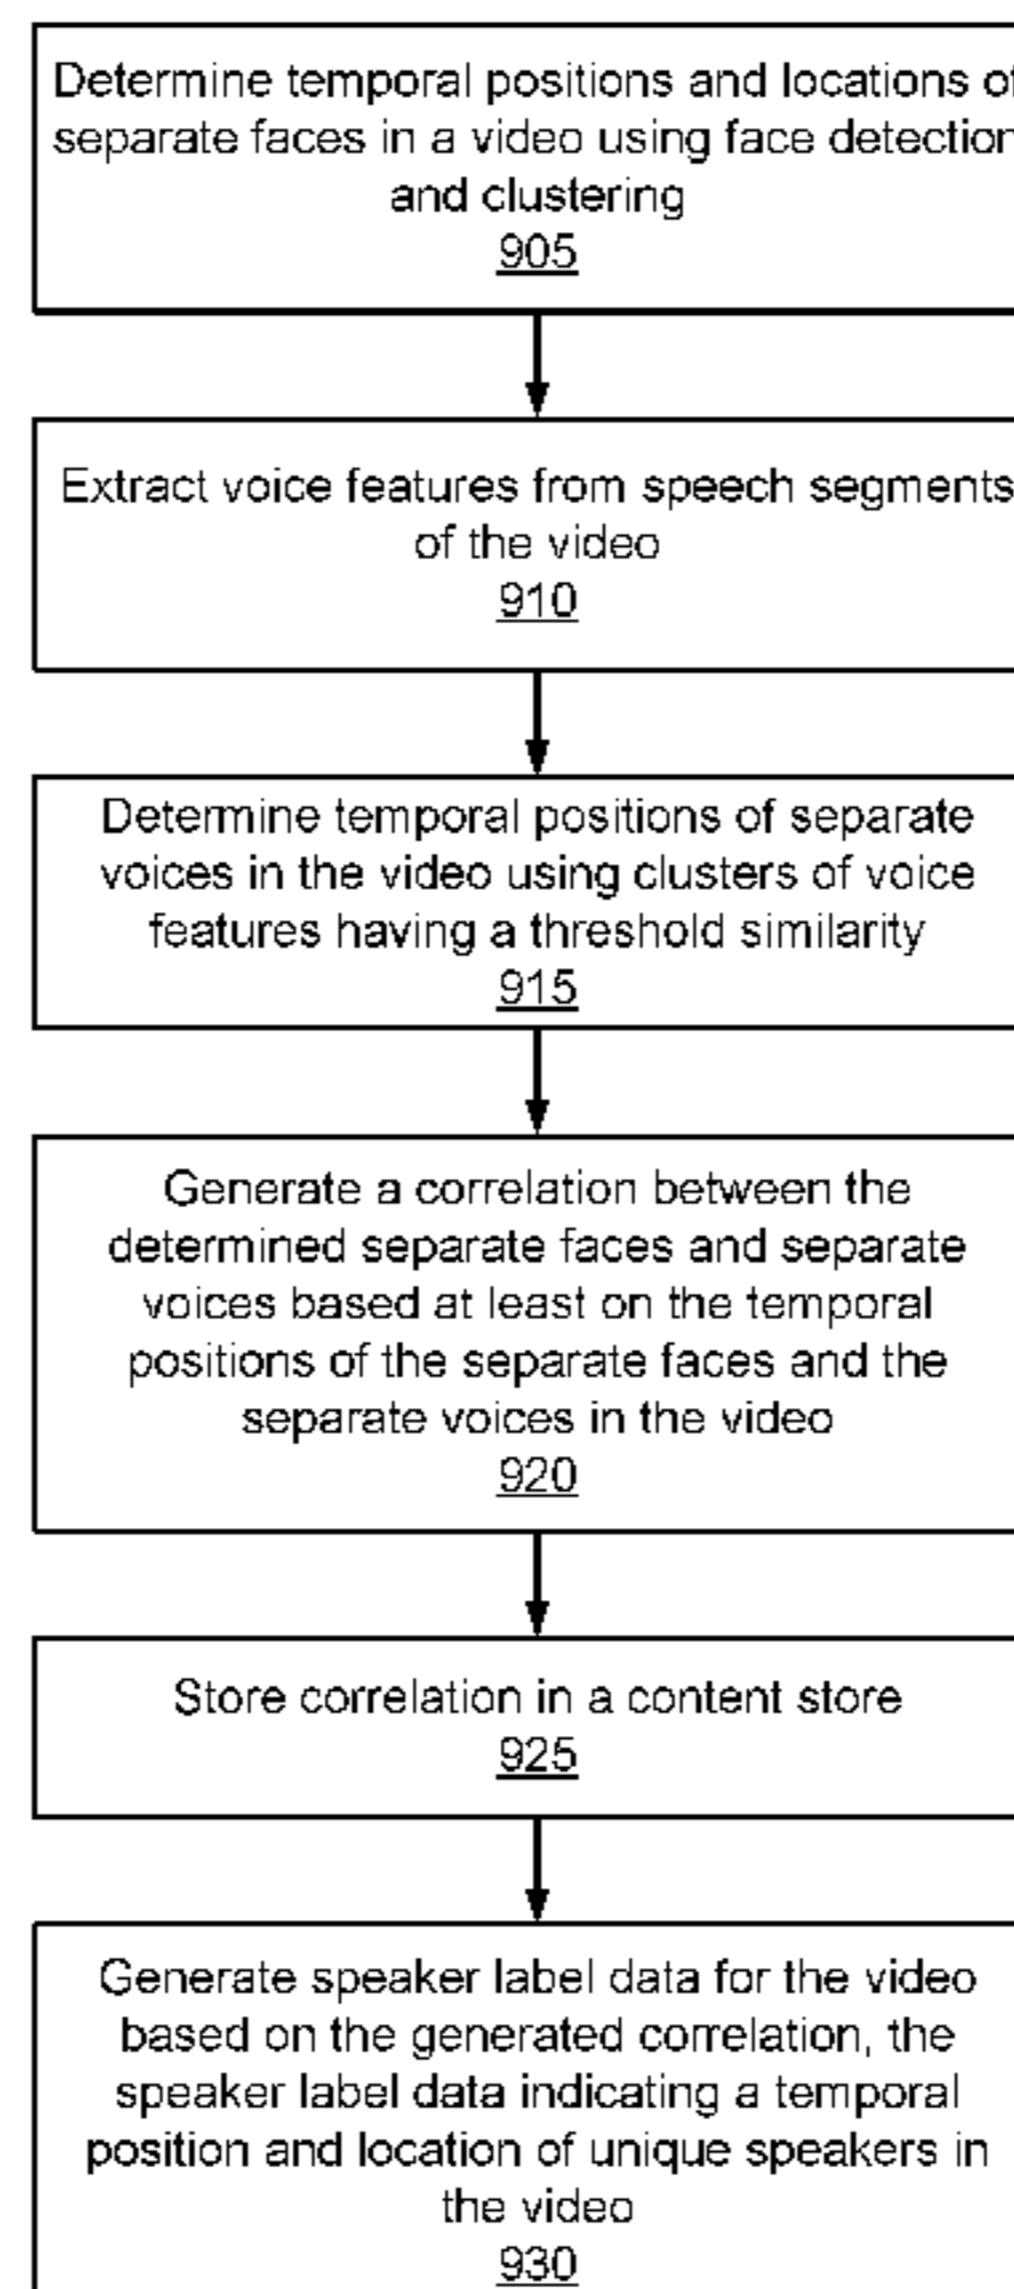 Determine temporal positions and locations of
separate faces in a video using face detection
and clustering
905
Extract voice features from speech segments
of the video
910
Determine temporal positions of separate
voices in the video using clusters of voice
features having a threshold similarity
915
Generate a correlation between the
determined separate faces and separate
voices based at least on the temporal
positions of the separate faces and the
separate voices in the video
920
Store correlation in a content store
925
Generate speaker label data for the video
based on the generated correlation, the
speaker label data indicating a temporal
position and location of unique speakers in
the video
930